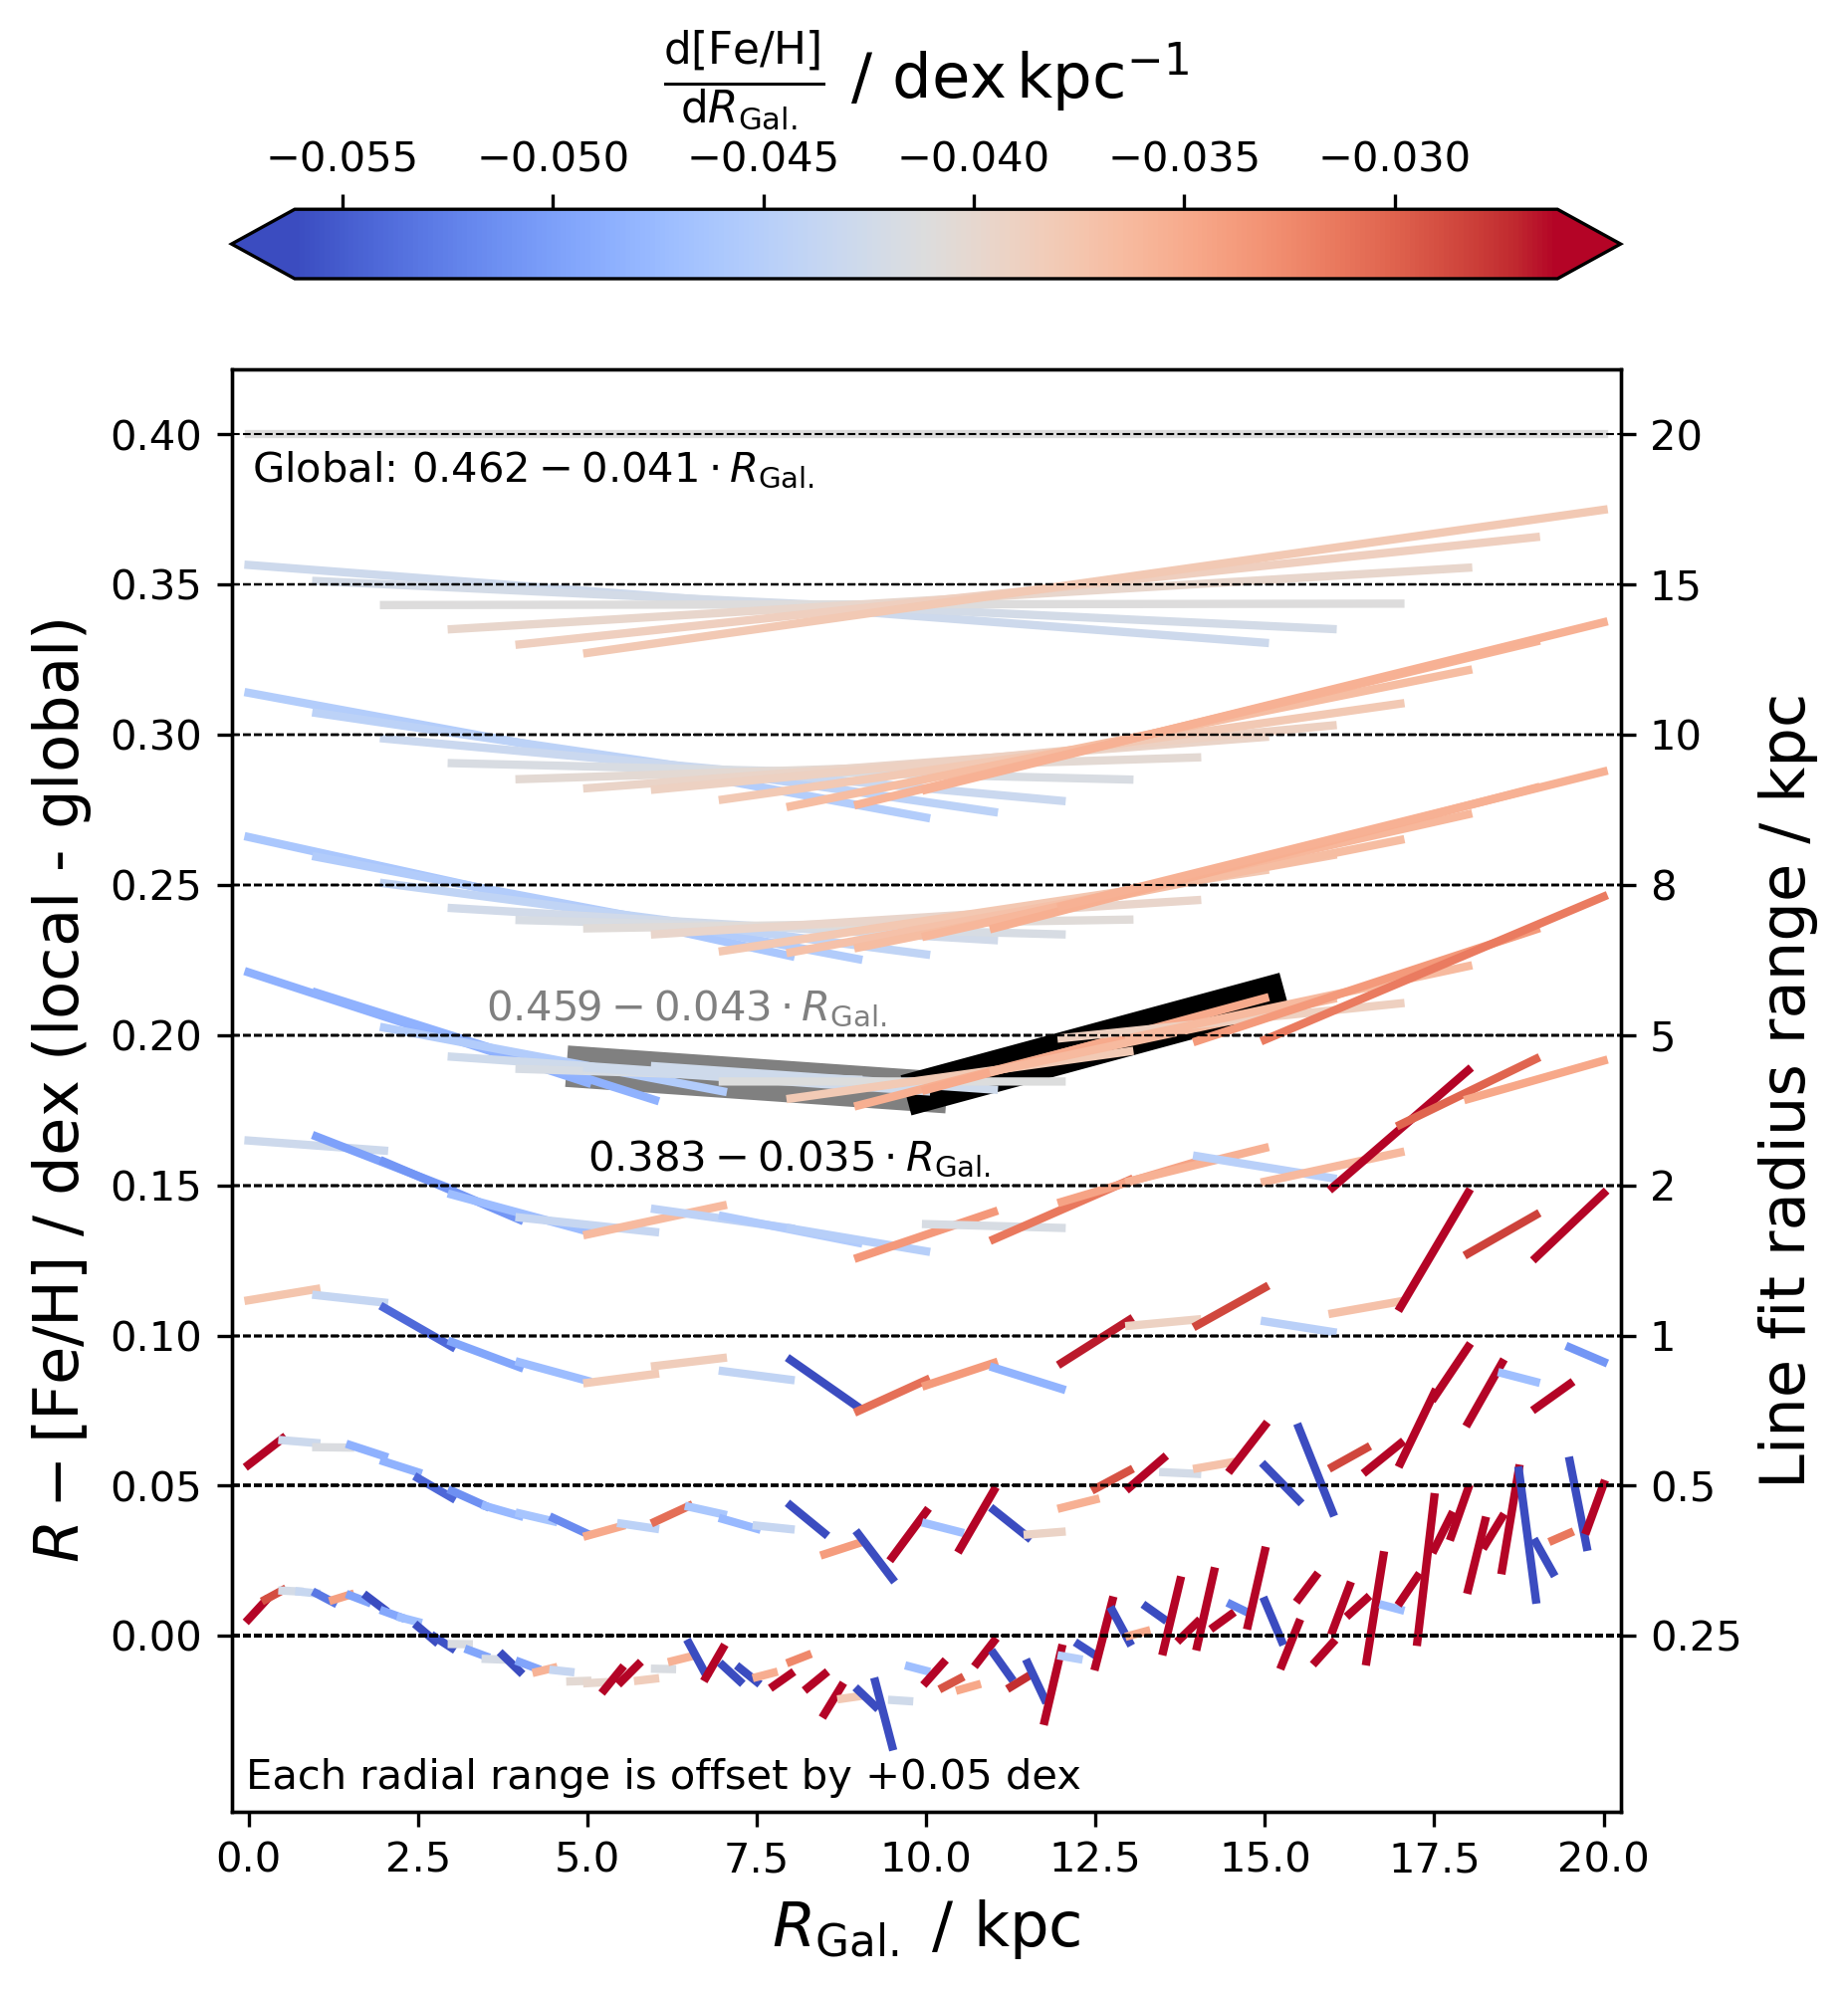 d[Fe/H]/dR_Gal. / dex kpc⁻¹
−0.055 −0.050 −0.045 −0.040 −0.035 −0.030
R − [Fe/H] / dex (local - global)
0.40
0.35
0.30
0.25
0.20
0.15
0.10
0.05
0.00
Global: 0.462 − 0.041 · R_Gal.
0.459 − 0.043 · R_Gal.
0.383 − 0.035 · R_Gal.
Each radial range is offset by +0.05 dex
20
15
10
8
5
2
1
0.5
0.25
Line fit radius range / kpc
0.0 2.5 5.0 7.5 10.0 12.5 15.0 17.5 20.0
R_Gal. / kpc